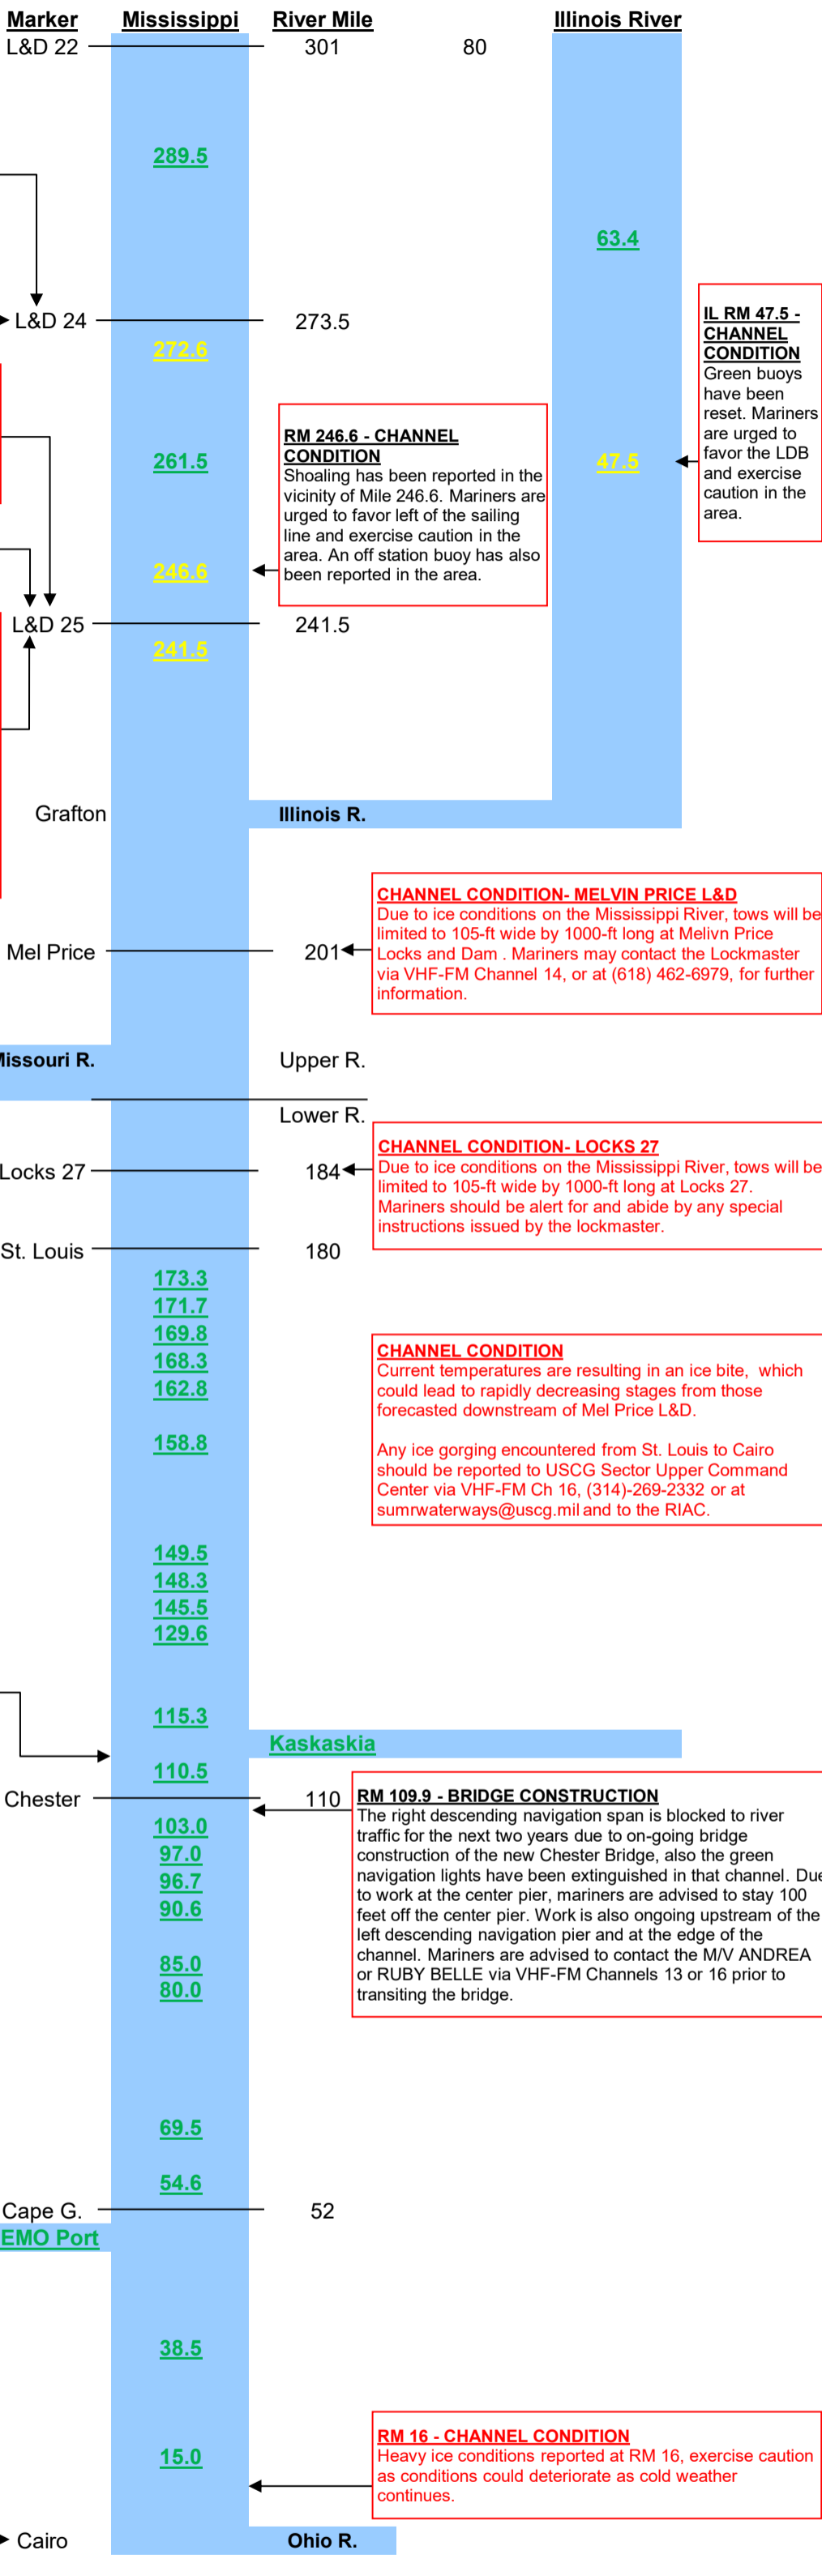 Marker Mississippi River Mile Illinois River
L&D 22 301 80
289.5
63.4
L&D 24 273.5
272.6
IL RM 47.5 -
CHANNEL
CONDITION
Green buoys
have been
reset. Mariners
are urged to
favor the LDB
and exercise
caution in the
area.
RM 246.6 - CHANNEL
CONDITION
Shoaling has been reported in the
vicinity of Mile 246.6. Mariners are
urged to favor left of the sailing
line and exercise caution in the
area. An off station buoy has also
been reported in the area.
261.5 47.5
246.6
L&D 25 241.5
241.5
Grafton Illinois R.
CHANNEL CONDITION- MELVIN PRICE L&D
Due to ice conditions on the Mississippi River, tows will be
limited to 105-ft wide by 1000-ft long at Melivn Price
Locks and Dam . Mariners may contact the Lockmaster
via VHF-FM Channel 14, or at (618) 462-6979, for further
information.
Mel Price 201
Missouri R. Upper R.
Lower R.
CHANNEL CONDITION- LOCKS 27
Due to ice conditions on the Mississippi River, tows will be
limited to 105-ft wide by 1000-ft long at Locks 27.
Mariners should be alert for and abide by any special
instructions issued by the lockmaster.
Locks 27 184
St. Louis 180
173.3
171.7
169.8
168.3
162.8
158.8
CHANNEL CONDITION
Current temperatures are resulting in an ice bite, which
could lead to rapidly decreasing stages from those
forecasted downstream of Mel Price L&D.
Any ice gorging encountered from St. Louis to Cairo
should be reported to USCG Sector Upper Command
Center via VHF-FM Ch 16, (314)-269-2332 or at
sumrwaterways@uscg.mil and to the RIAC.
149.5
148.3
145.5
129.6
115.3
Kaskaskia
110.5
Chester 110
RM 109.9 - BRIDGE CONSTRUCTION
The right descending navigation span is blocked to river
traffic for the next two years due to on-going bridge
construction of the new Chester Bridge, also the green
navigation lights have been extinguished in that channel. Due
to work at the center pier, mariners are advised to stay 100
feet off the center pier. Work is also ongoing upstream of the
left descending navigation pier and at the edge of the
channel. Mariners are advised to contact the M/V ANDREA
or RUBY BELLE via VHF-FM Channels 13 or 16 prior to
transiting the bridge.
103.0
97.0
96.7
90.6
85.0
80.0
69.5
54.6
Cape G. 52
EMO Port
38.5
15.0
RM 16 - CHANNEL CONDITION
Heavy ice conditions reported at RM 16, exercise caution
as conditions could deteriorate as cold weather
continues.
Cairo Ohio R.